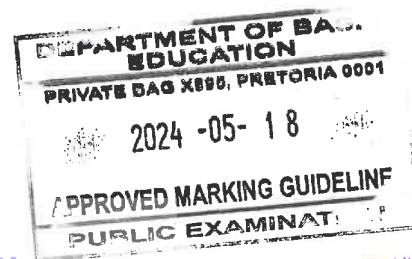 DEPARTMENT OF BA
EDUCATION
PRIVATE BAG X895, PRETORIA 0001
2024 -05- 18
APPROVED MARKING GUIDELINE
PUBLIC EXAMINAT